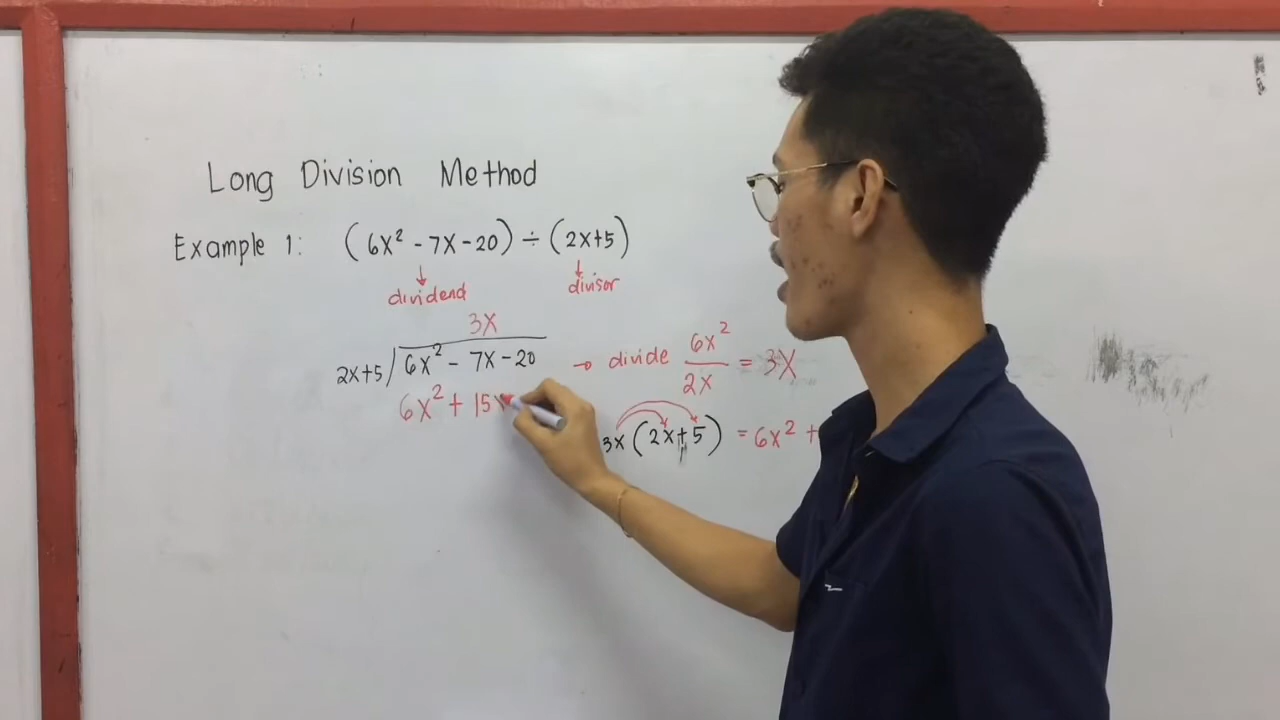 Long Division Method
Example 1: (6x² - 7x - 20) ÷ (2x+5)
dividend divisor
3x
2x+5 6x² - 7x - 20 → divide 6x²/2x = 3x
6x² + 15x
3x (2x+5) = 6x² +